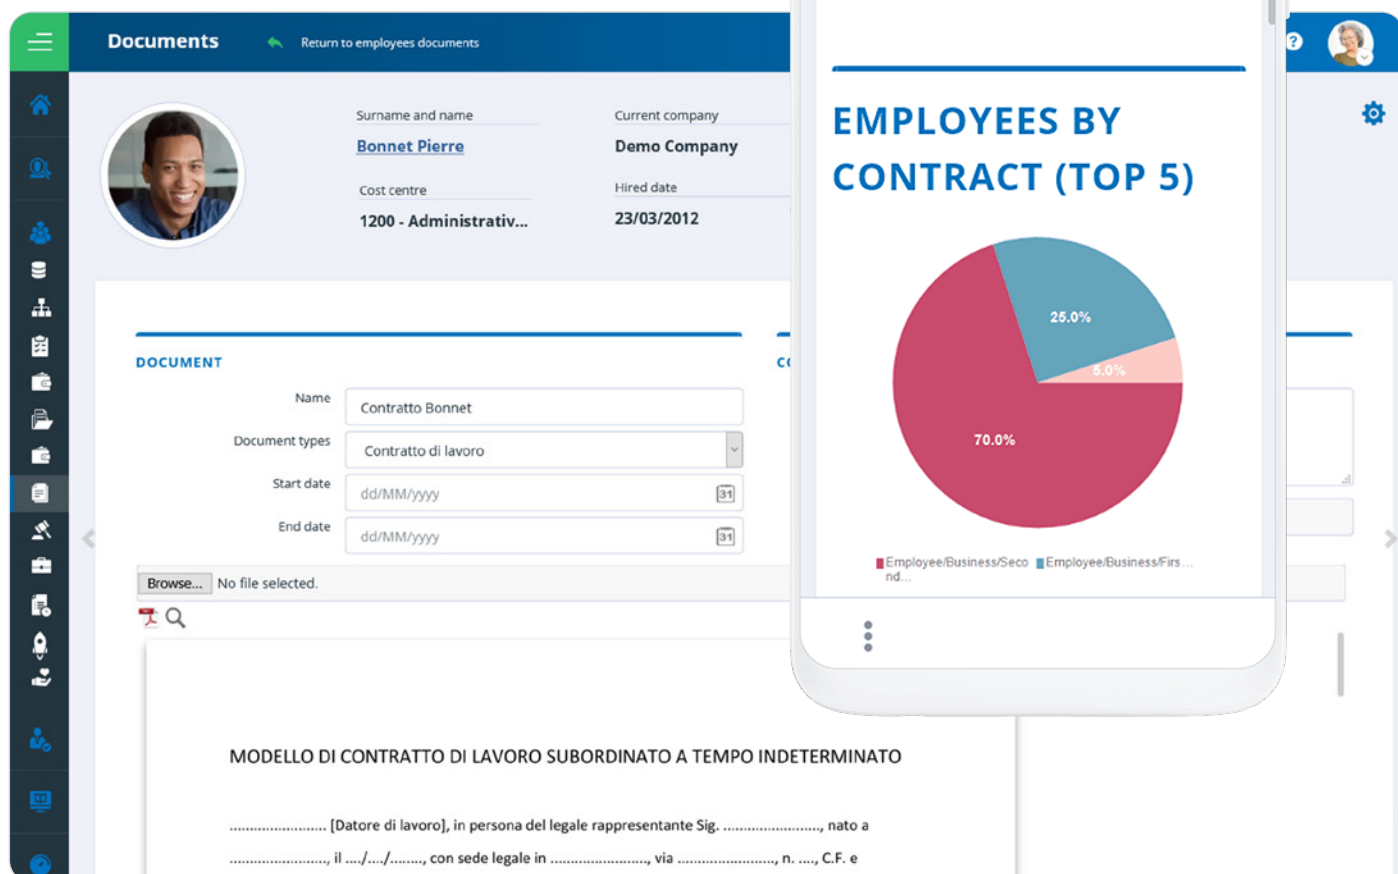 Documents
Return to employees documents
?
Surname and name
Current company
Bonnet Pierre
Demo Company
Cost centre
Hired date
1200 - Administrativ...
23/03/2012
DOCUMENT
Name
Contratto Bonnet
Document types
Contratto di lavoro
Start date
dd/MM/yyyy
31
End date
dd/MM/yyyy
31
Browse... No file selected.
MODELLO DI CONTRATTO DI LAVORO SUBORDINATO A TEMPO INDETERMINATO
........................ [Datore di lavoro], in persona del legale rappresentante Sig. ........................, nato a
........................, il ..../..../........, con sede legale in ........................, via ........................, n. ...., C.F. e
EMPLOYEES BY
CONTRACT (TOP 5)
25.0%
5.0%
70.0%
Employee/Business/Seco
nd...
Employee/Business/Firs...